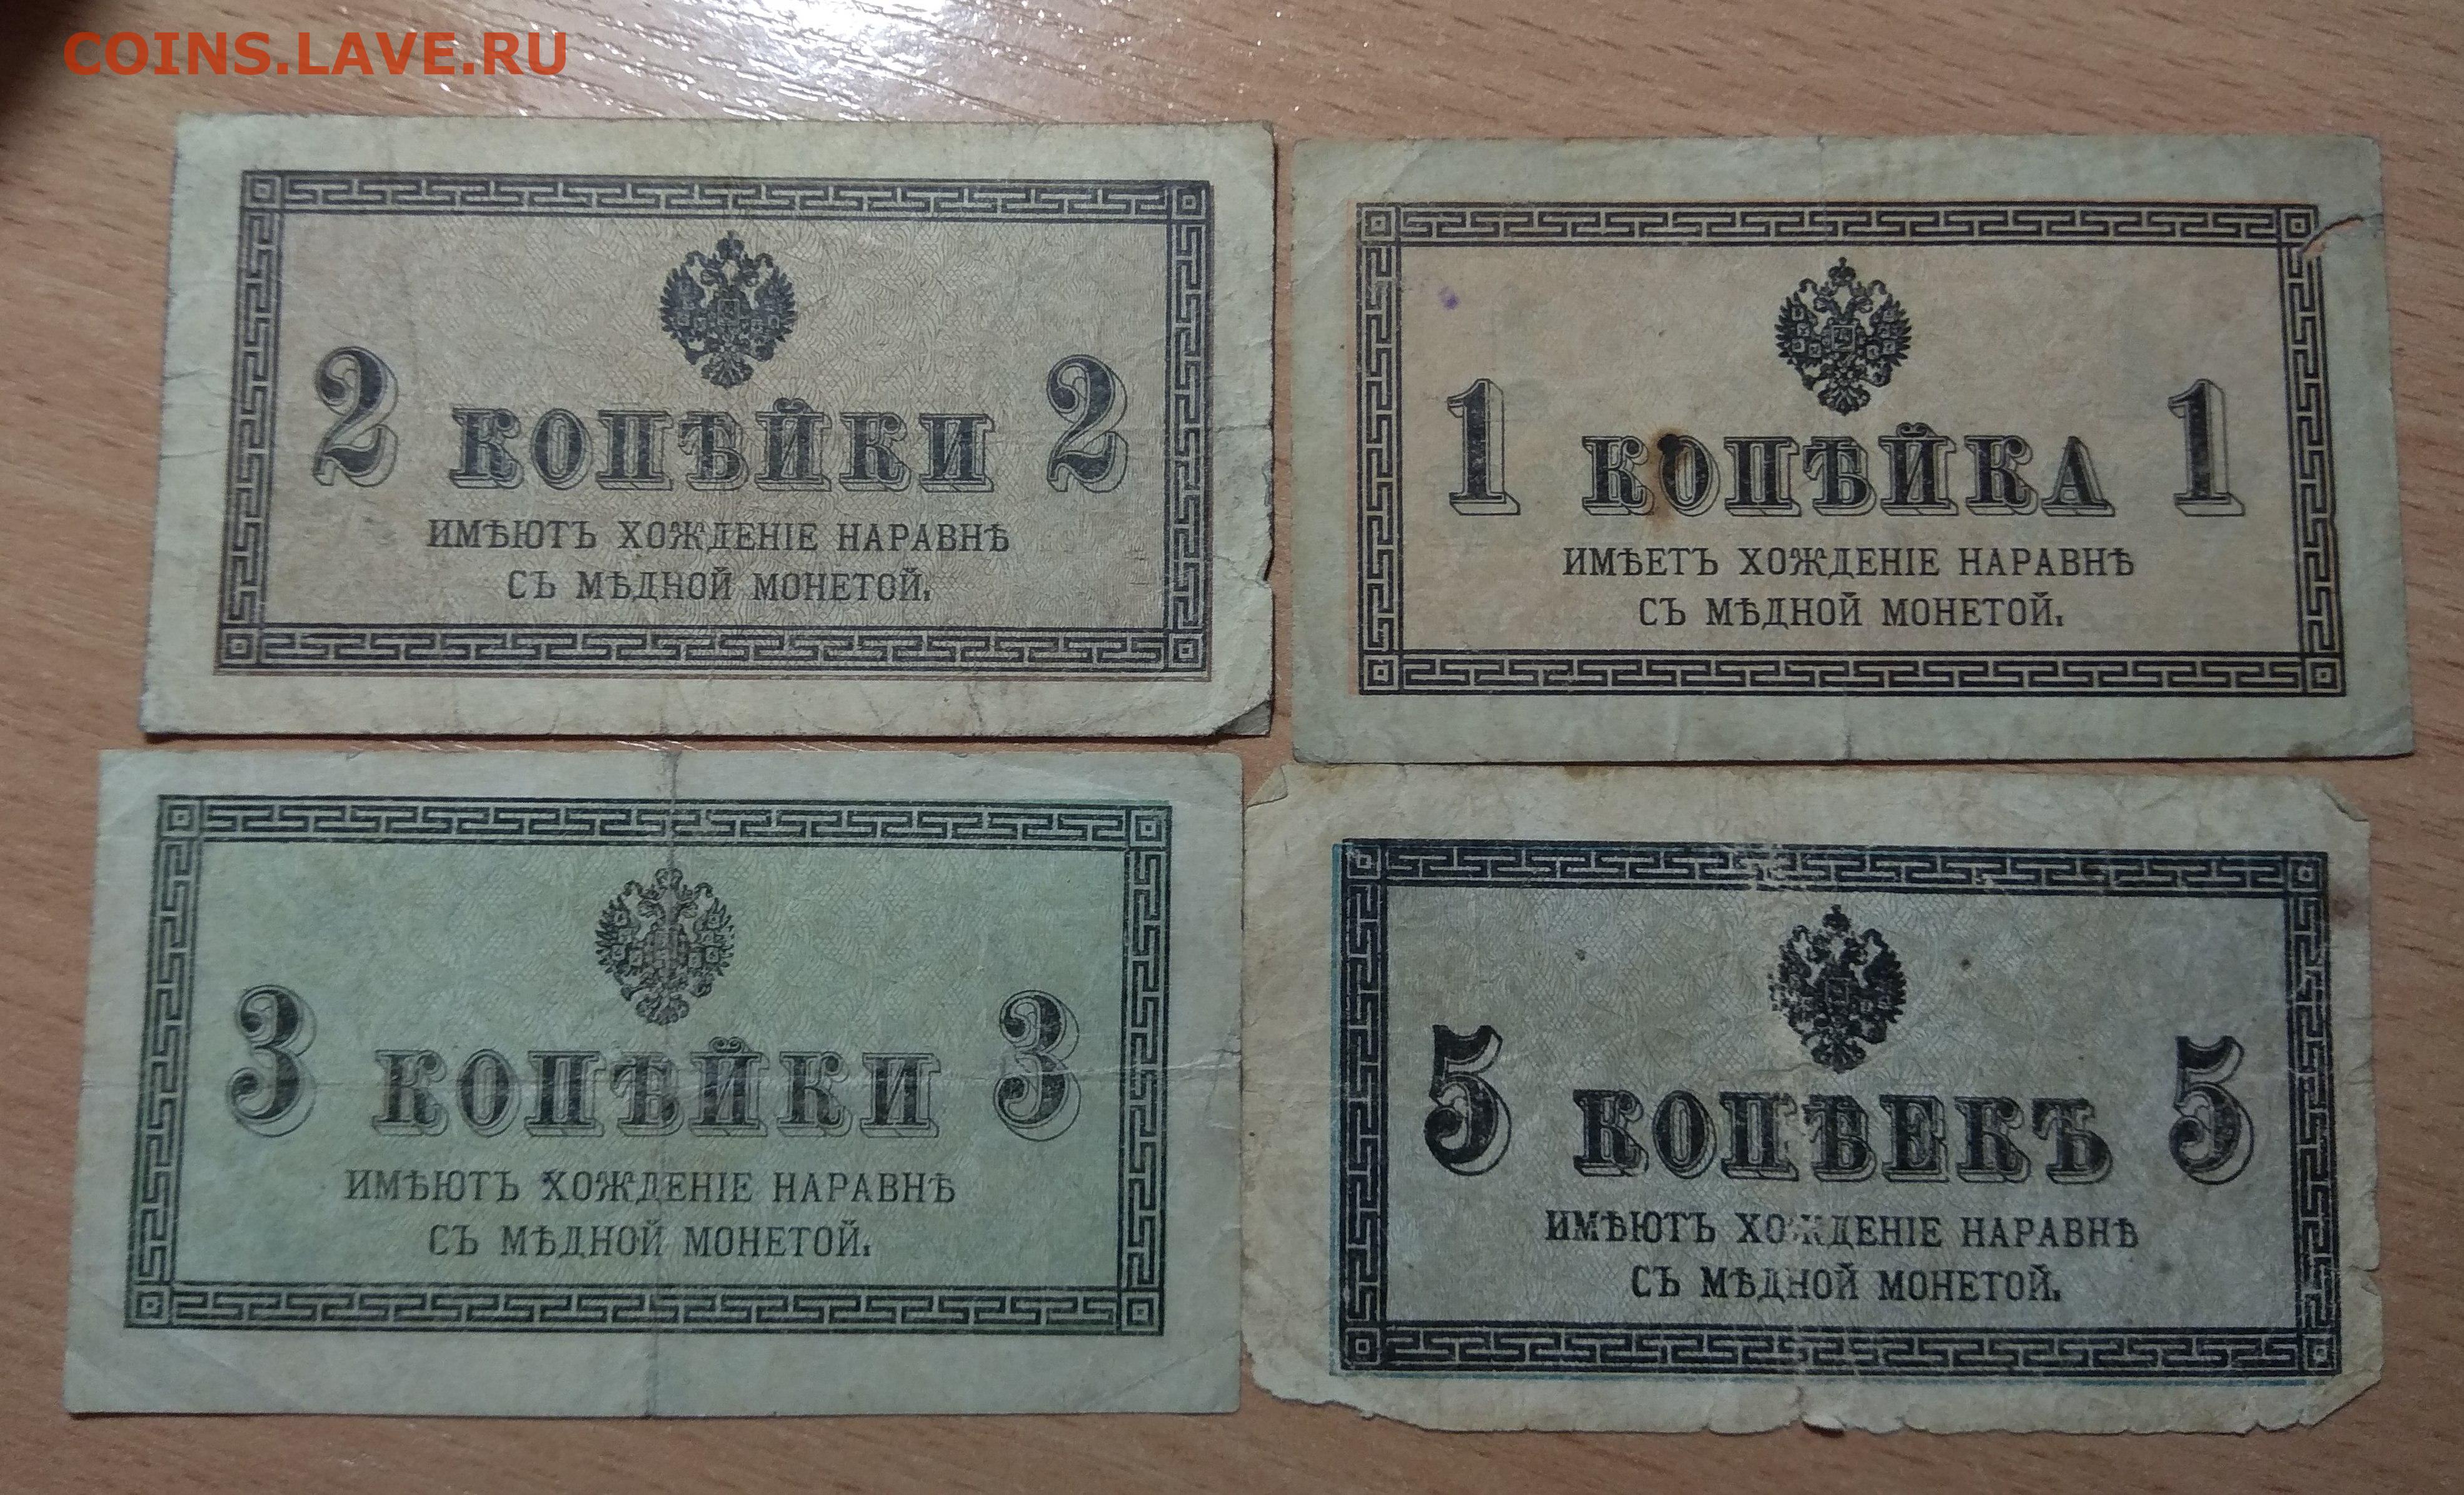 COINS.LAVE.RU
2 КОПѢЙКИ 2
ИМѢЮТЪ ХОЖДЕНІЕ НАРАВНѢ
СЪ МѢДНОЙ МОНЕТОЙ.
1 КОПѢЙКА 1
ИМѢЕТЪ ХОЖДЕНІЕ НАРАВНѢ
СЪ МѢДНОЙ МОНЕТОЙ.
3 КОПѢЙКИ 3
ИМѢЮТЪ ХОЖДЕНІЕ НАРАВНѢ
СЪ МѢДНОЙ МОНЕТОЙ.
5 КОПѢЕКЪ 5
ИМѢЮТЪ ХОЖДЕНІЕ НАРАВНѢ
СЪ МѢДНОЙ МОНЕТОЙ.